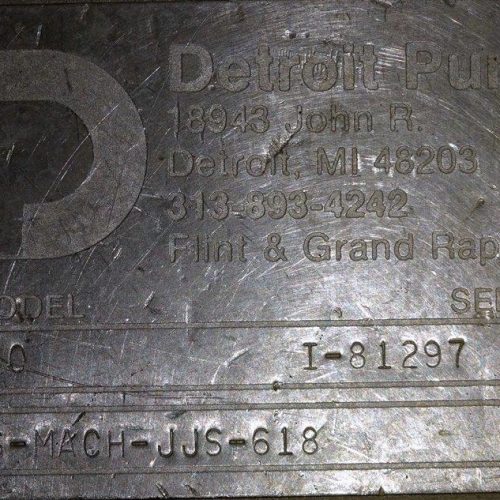 Detroit Pu
18943 John R.
Detroit, MI 48203
313-893-4242
Flint & Grand Rap
ODEL SE
0 I-81297
-MACH-JJS-618